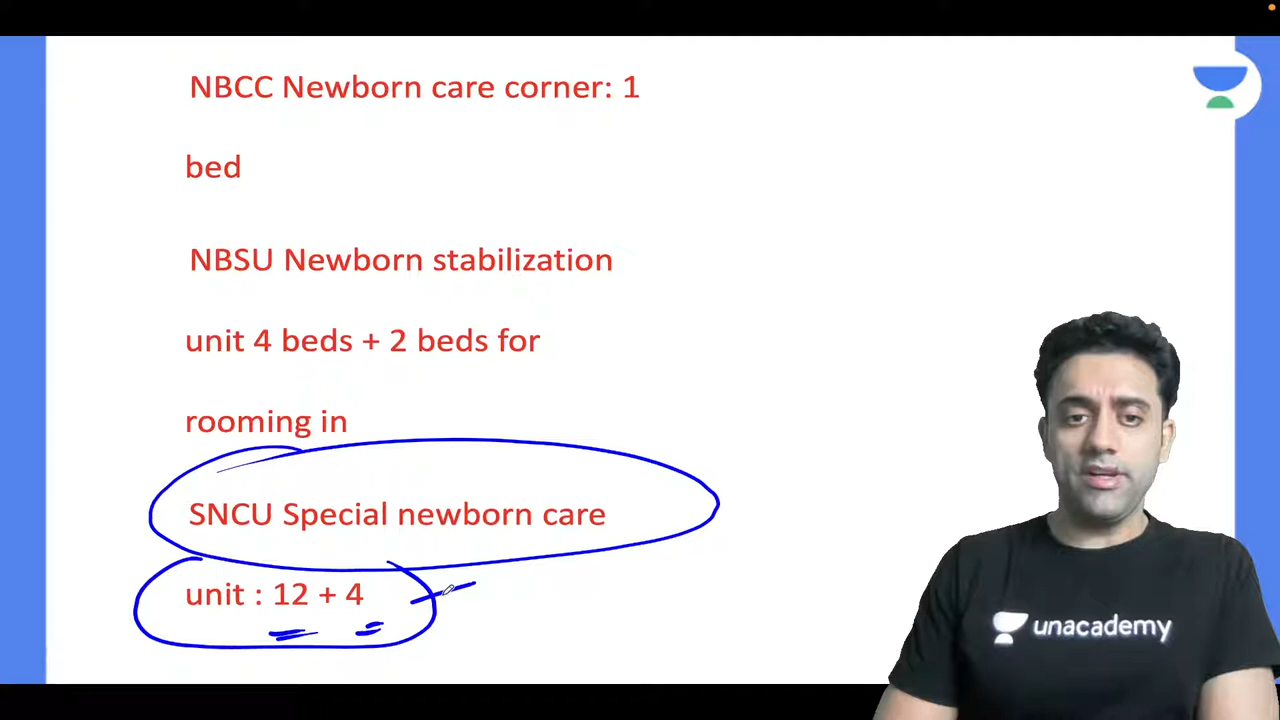 NBCC Newborn care corner: 1
bed
NBSU Newborn stabilization
unit 4 beds + 2 beds for
rooming in
SNCU Special newborn care
unit : 12 + 4
unacademy